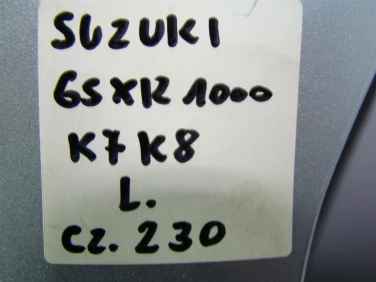 SUZUKI
GSXR 1000
K7 K8
L.
CZ. 230